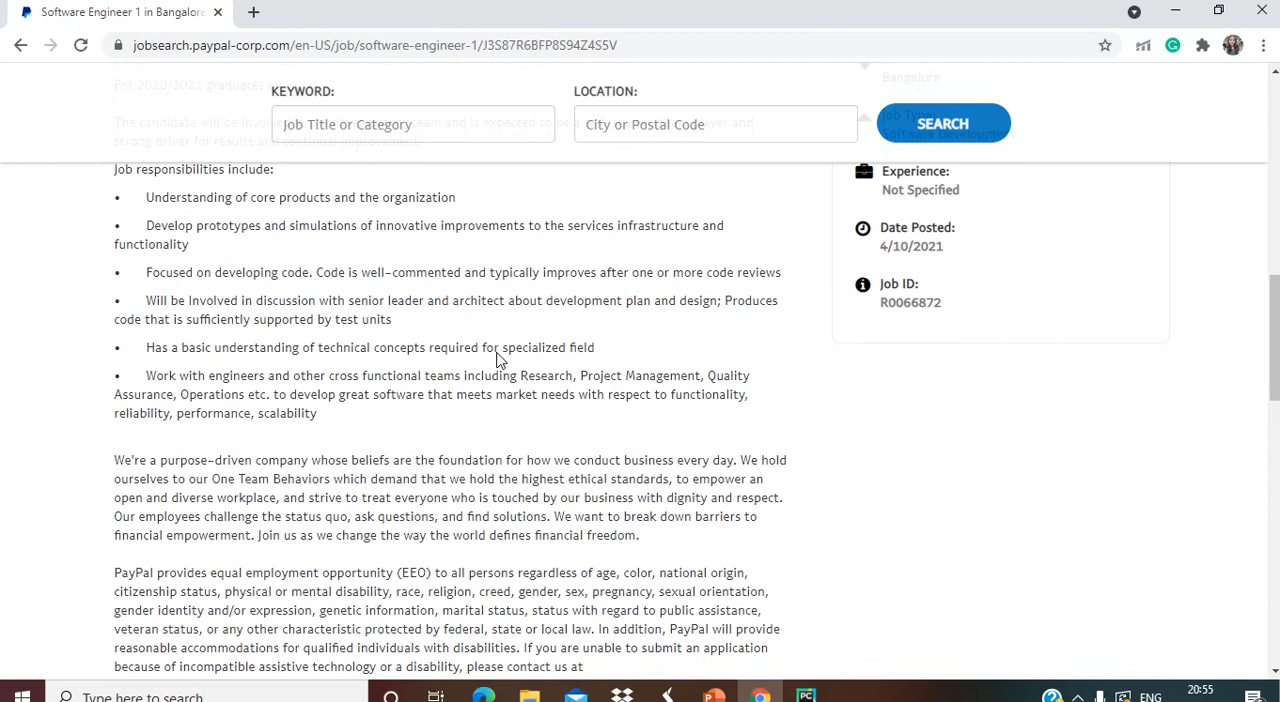 Software Engineer 1 in Bangalore
jobsearch.paypal-corp.com/en-US/job/software-engineer-1/J3S87R6BFP8S94Z4S5V
For 2020/2021 graduates only
KEYWORD:
LOCATION:
Job Title or Category
City or Postal Code
SEARCH
Bangalore
Job Type:
Software Development
strong driver for results and continual improvement
Job responsibilities include:
• Understanding of core products and the organization
• Develop prototypes and simulations of innovative improvements to the services infrastructure and
functionality
• Focused on developing code. Code is well-commented and typically improves after one or more code reviews
• Will be Involved in discussion with senior leader and architect about development plan and design; Produces
code that is sufficiently supported by test units
• Has a basic understanding of technical concepts required for specialized field
• Work with engineers and other cross functional teams including Research, Project Management, Quality
Assurance, Operations etc. to develop great software that meets market needs with respect to functionality,
reliability, performance, scalability
We're a purpose-driven company whose beliefs are the foundation for how we conduct business every day. We hold
ourselves to our One Team Behaviors which demand that we hold the highest ethical standards, to empower an
open and diverse workplace, and strive to treat everyone who is touched by our business with dignity and respect.
Our employees challenge the status quo, ask questions, and find solutions. We want to break down barriers to
financial empowerment. Join us as we change the way the world defines financial freedom.
PayPal provides equal employment opportunity (EEO) to all persons regardless of age, color, national origin,
citizenship status, physical or mental disability, race, religion, creed, gender, sex, pregnancy, sexual orientation,
gender identity and/or expression, genetic information, marital status, status with regard to public assistance,
veteran status, or any other characteristic protected by federal, state or local law. In addition, PayPal will provide
reasonable accommodations for qualified individuals with disabilities. If you are unable to submit an application
because of incompatible assistive technology or a disability, please contact us at
Experience:
Not Specified
Date Posted:
4/10/2021
Job ID:
R0066872
Type here to search
ENG
20:55